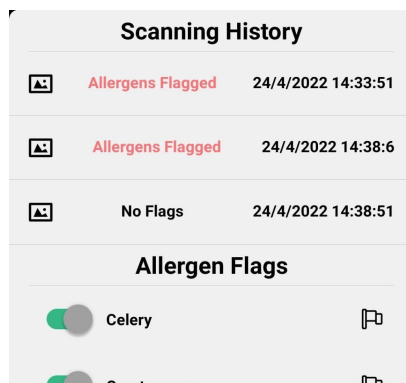 Scanning History
Allergens Flagged 24/4/2022 14:33:51
Allergens Flagged 24/4/2022 14:38:6
No Flags 24/4/2022 14:38:51
Allergen Flags
Celery